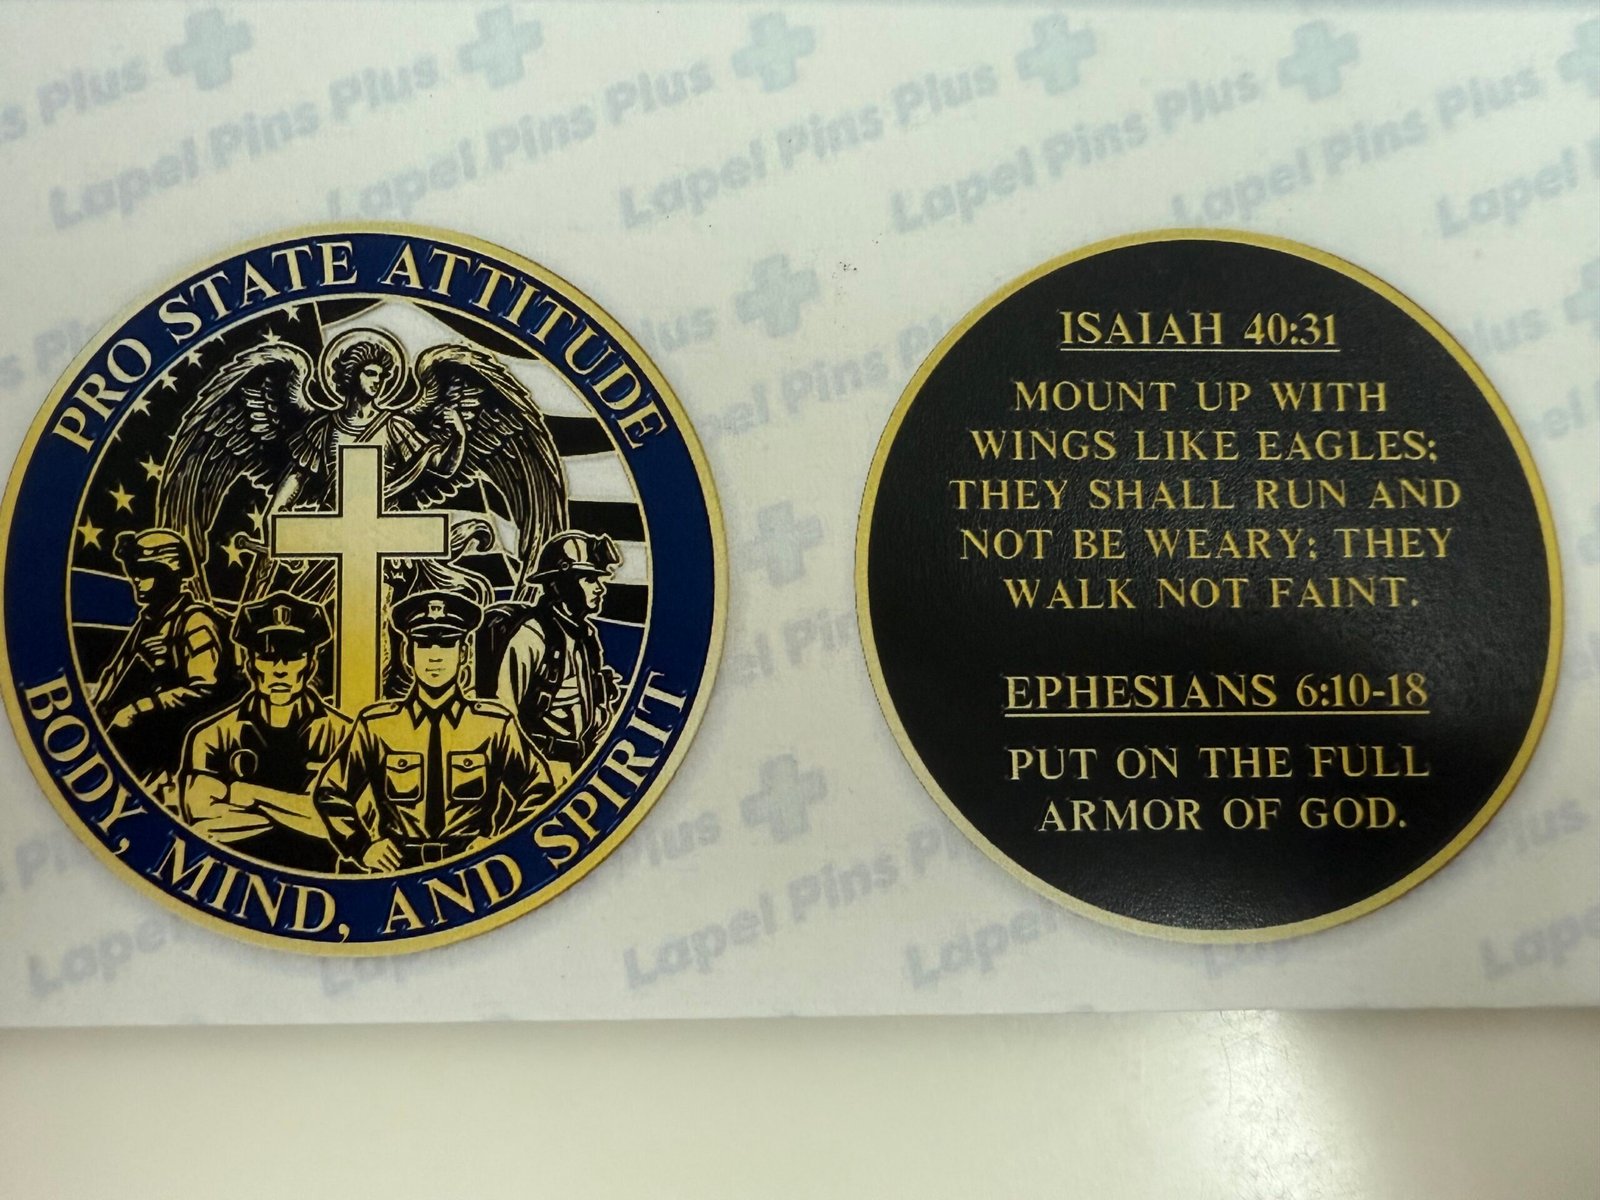 Lapel Pins Plus
PRO STATE ATTITUDE
BODY, MIND, AND SPIRIT
ISAIAH 40:31
MOUNT UP WITH
WINGS LIKE EAGLES;
THEY SHALL RUN AND
NOT BE WEARY; THEY
WALK NOT FAINT.
EPHESIANS 6:10-18
PUT ON THE FULL
ARMOR OF GOD.